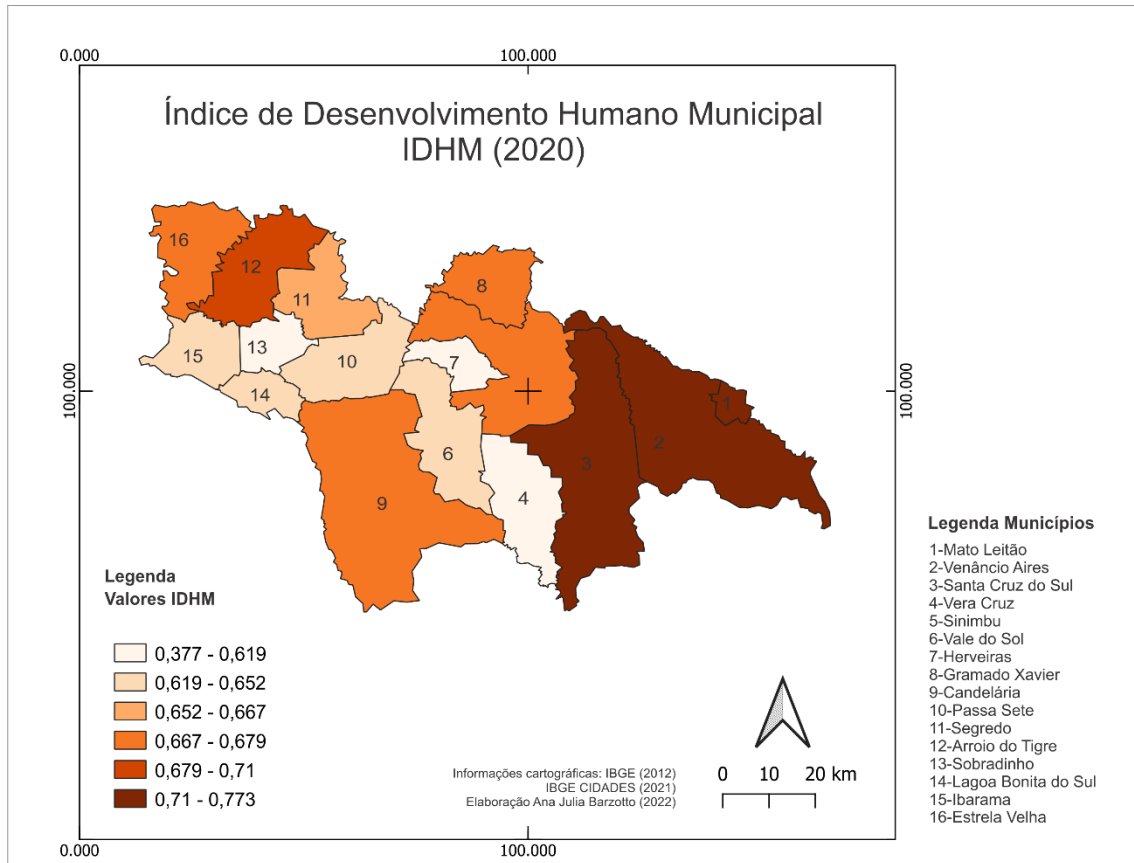 0.000
100.000
Índice de Desenvolvimento Humano Municipal
IDHM (2020)
16
12
8
11
13
7
15
10
1
14
2
6
3
4
9
100.000
100.000
Legenda
Valores IDHM
0,377 - 0,619
0,619 - 0,652
0,652 - 0,667
0,667 - 0,679
0,679 - 0,71
0,71 - 0,773
Informações cartográficas: IBGE (2012)
IBGE CIDADES (2021)
Elaboração Ana Julia Barzotto (2022)
0 10 20 km
0.000
100.000
Legenda Municípios
1-Mato Leitão
2-Venâncio Aires
3-Santa Cruz do Sul
4-Vera Cruz
5-Sinimbu
6-Vale do Sol
7-Herveiras
8-Gramado Xavier
9-Candelária
10-Passa Sete
11-Segredo
12-Arroio do Tigre
13-Sobradinho
14-Lagoa Bonita do Sul
15-Ibarama
16-Estrela Velha